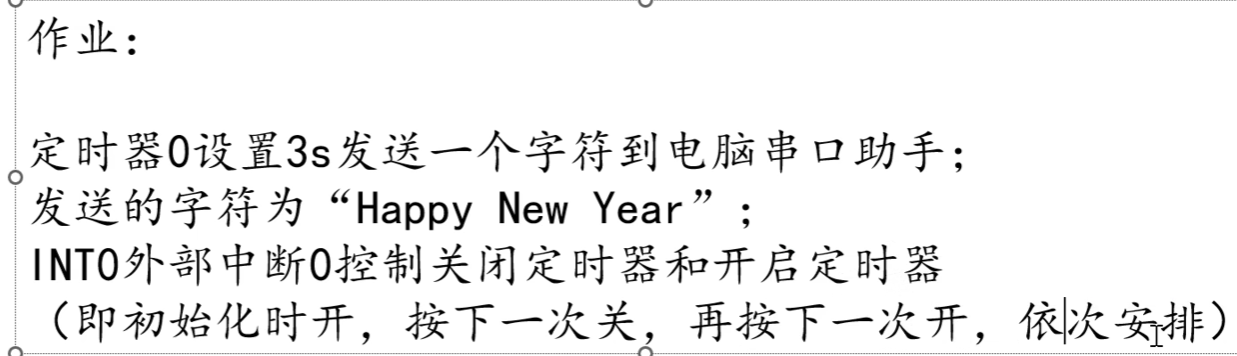 作业：
定时器0设置3s发送一个字符到电脑串口助手；
发送的字符为“Happy New Year”；
INT0外部中断0控制关闭定时器和开启定时器
（即初始化时开，按下一次关，再按下一次开，依次安排）